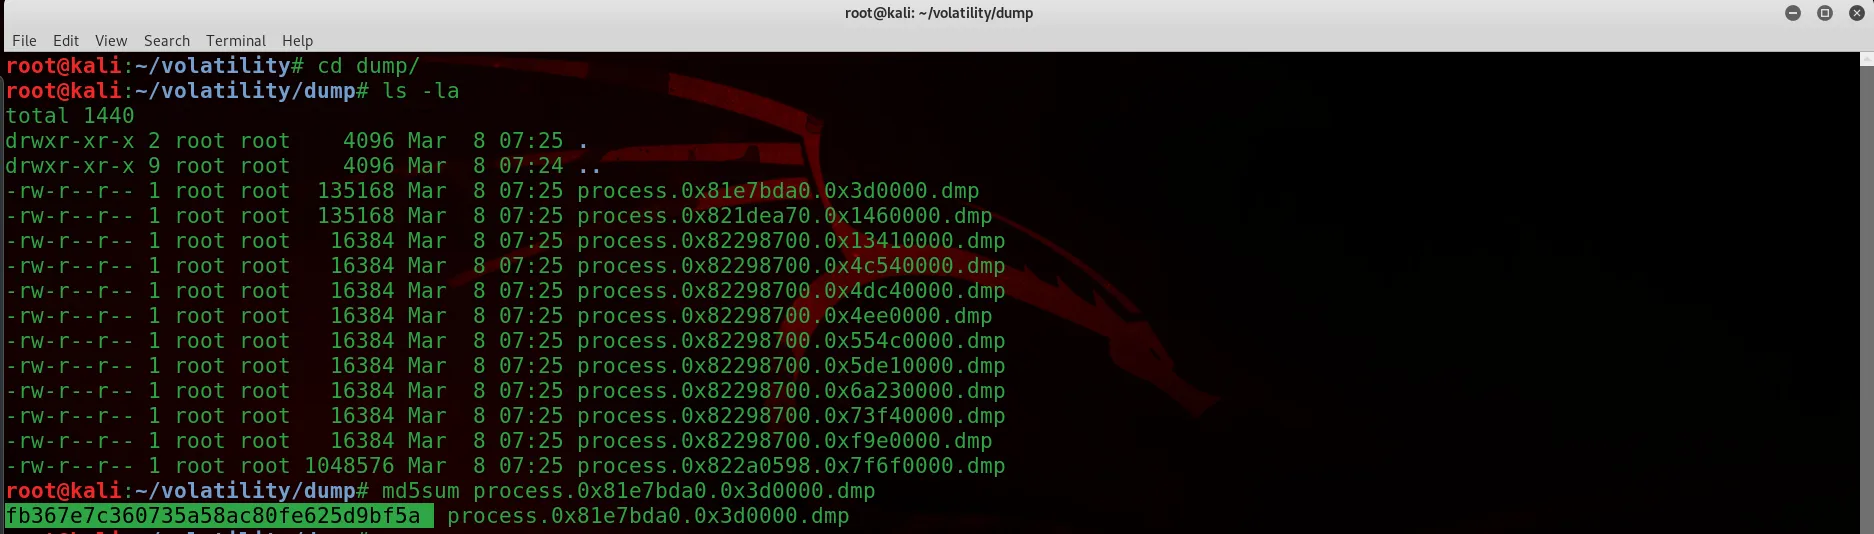 root@kali: ~/volatility/dump
File Edit View Search Terminal Help
root@kali:~/volatility# cd dump/
root@kali:~/volatility/dump# ls -la
total 1440
drwxr-xr-x 2 root root    4096 Mar  8 07:25 .
drwxr-xr-x 9 root root    4096 Mar  8 07:24 ..
-rw-r--r-- 1 root root  135168 Mar  8 07:25 process.0x81e7bda0.0x3d0000.dmp
-rw-r--r-- 1 root root  135168 Mar  8 07:25 process.0x821dea70.0x1460000.dmp
-rw-r--r-- 1 root root   16384 Mar  8 07:25 process.0x82298700.0x13410000.dmp
-rw-r--r-- 1 root root   16384 Mar  8 07:25 process.0x82298700.0x4c540000.dmp
-rw-r--r-- 1 root root   16384 Mar  8 07:25 process.0x82298700.0x4dc40000.dmp
-rw-r--r-- 1 root root   16384 Mar  8 07:25 process.0x82298700.0x4ee0000.dmp
-rw-r--r-- 1 root root   16384 Mar  8 07:25 process.0x82298700.0x554c0000.dmp
-rw-r--r-- 1 root root   16384 Mar  8 07:25 process.0x82298700.0x5de10000.dmp
-rw-r--r-- 1 root root   16384 Mar  8 07:25 process.0x82298700.0x6a230000.dmp
-rw-r--r-- 1 root root   16384 Mar  8 07:25 process.0x82298700.0x73f40000.dmp
-rw-r--r-- 1 root root   16384 Mar  8 07:25 process.0x82298700.0xf9e0000.dmp
-rw-r--r-- 1 root root 1048576 Mar  8 07:25 process.0x822a0598.0x7f6f0000.dmp
root@kali:~/volatility/dump# md5sum process.0x81e7bda0.0x3d0000.dmp
fb367e7c360735a58ac80fe625d9bf5a  process.0x81e7bda0.0x3d0000.dmp